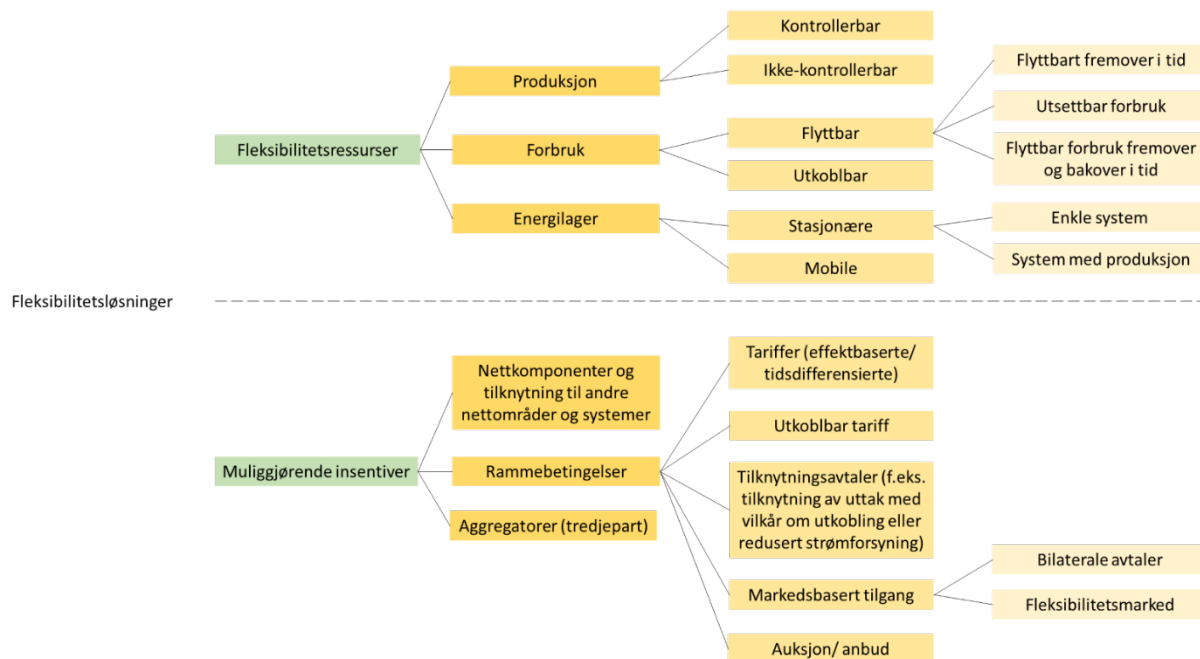 Fleksibilitetsløsninger
Fleksibilitetsressurser
Produksjon
Kontrollerbar
Ikke-kontrollerbar
Forbruk
Flyttbar
Flyttbart fremover i tid
Utsettbar forbruk
Flyttbar forbruk fremover
og bakover i tid
Utkoblbar
Energilager
Stasjonære
Enkle system
System med produksjon
Mobile
Muliggjørende insentiver
Nettkomponenter og
tilknytning til andre
nettområder og systemer
Rammebetingelser
Tariffer (effektbaserte/
tidsdifferensierte)
Utkoblbar tariff
Tilknytningsavtaler (f.eks.
tilknytning av uttak med
vilkår om utkobling eller
redusert strømforsyning)
Markedsbasert tilgang
Bilaterale avtaler
Fleksibilitetsmarked
Auksjon/ anbud
Aggregatorer (tredjepart)